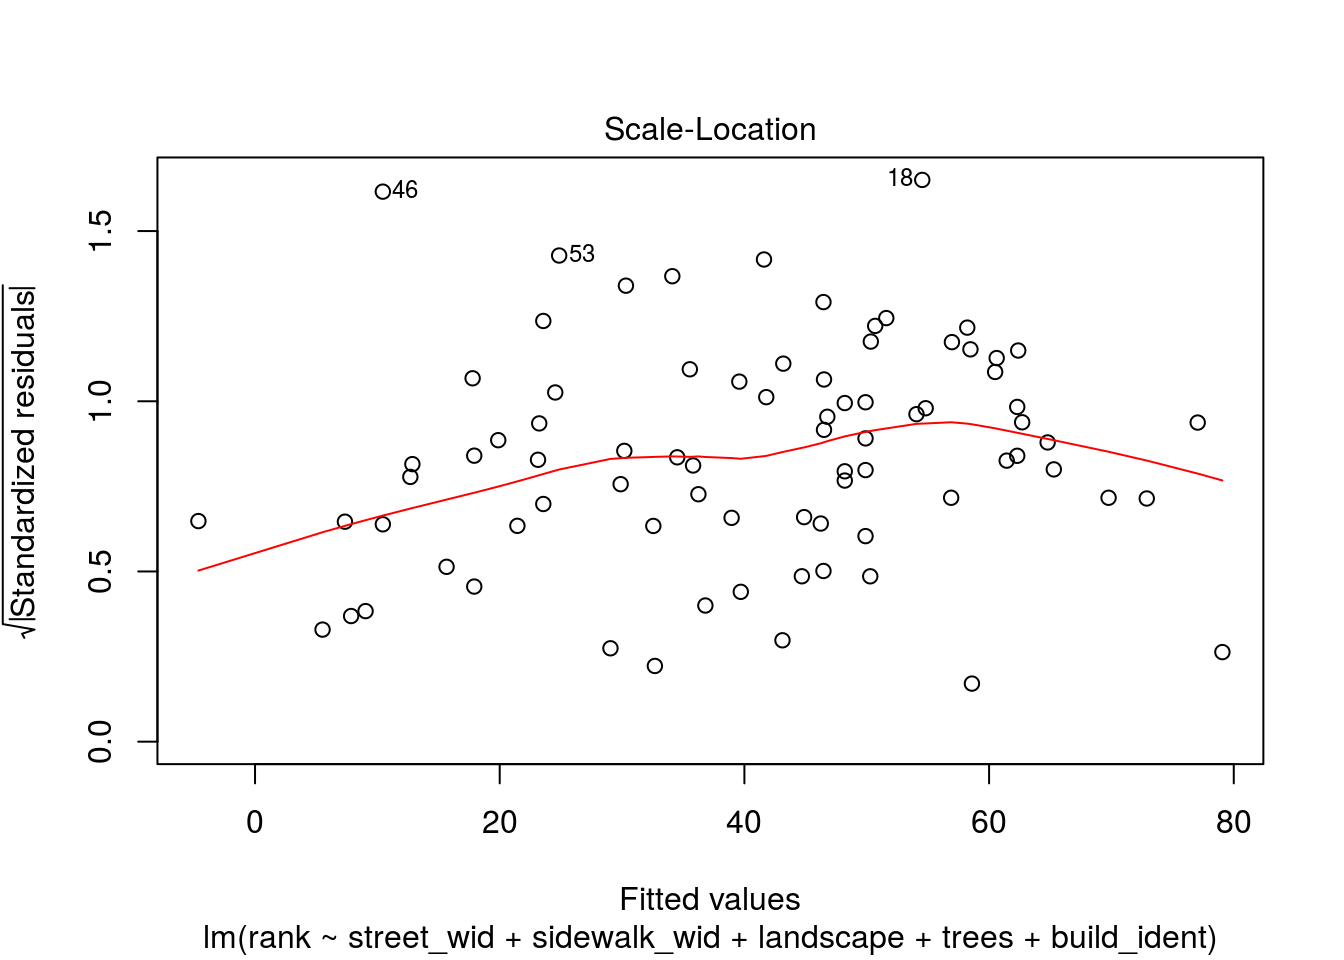 Scale-Location
46
18
53
√|Standardized residuals|
1.5
1.0
0.5
0.0
0 20 40 60 80
Fitted values
lm(rank ~ street_wid + sidewalk_wid + landscape + trees + build_ident)